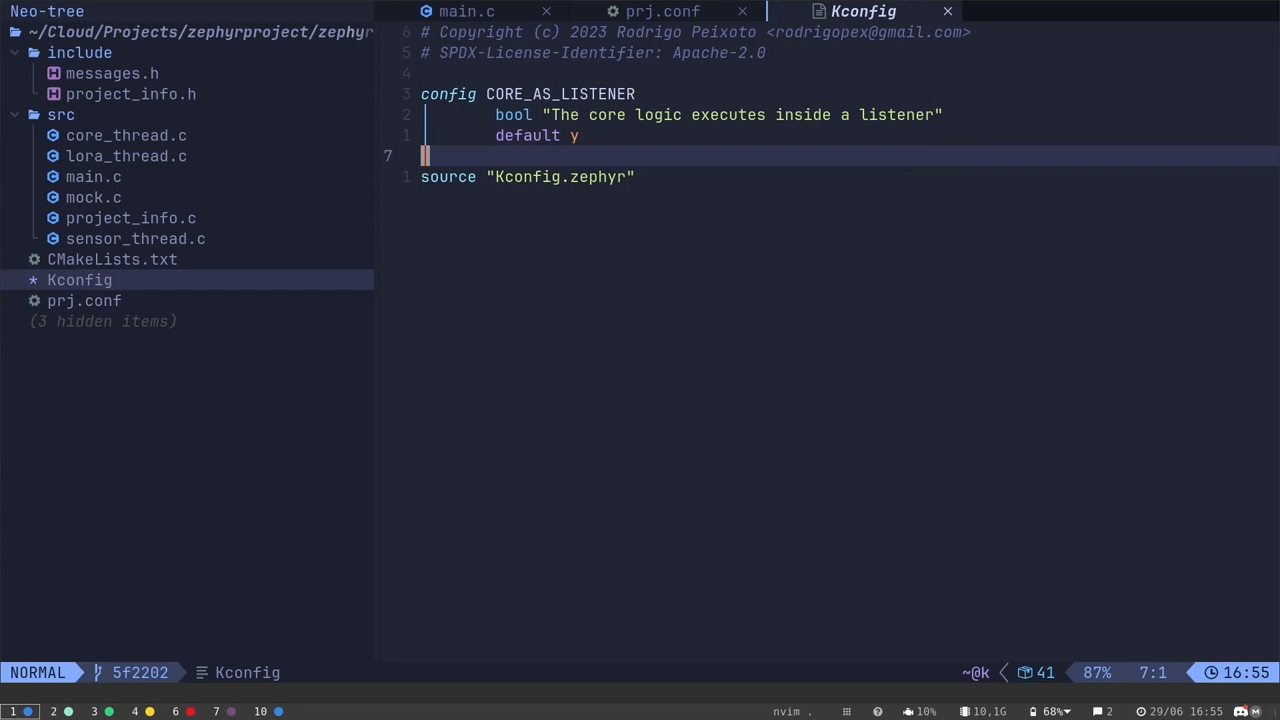 Neo-tree
~/Cloud/Projects/zephyrproject/zephyr
include
messages.h
project_info.h
src
core_thread.c
lora_thread.c
main.c
mock.c
project_info.c
sensor_thread.c
CMakeLists.txt
Kconfig
prj.conf
(3 hidden items)
main.c
prj.conf
Kconfig
6 # Copyright (c) 2023 Rodrigo Peixoto <rodrigopex@gmail.com>
5 # SPDX-License-Identifier: Apache-2.0
4
3 config CORE_AS_LISTENER
2 bool "The core logic executes inside a listener"
1 default y
7
1 source "Kconfig.zephyr"
NORMAL 5f2202 Kconfig ~@k 41 87% 7:1 16:55
1 2 3 4 6 7 10 nvim . 10% 10,1G 68% 2 29/06 16:55